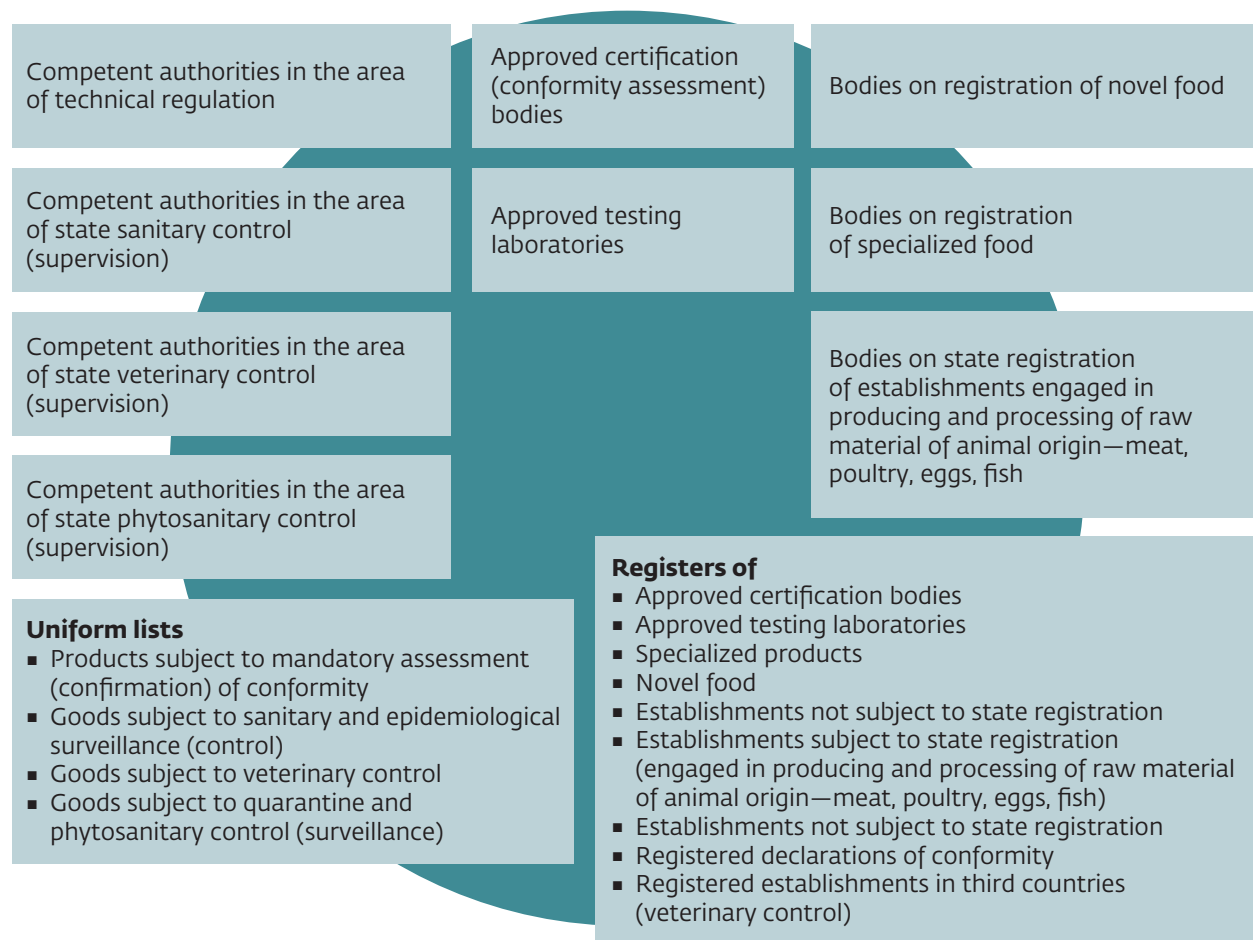 Competent authorities in the area
of technical regulation
Approved certification
(conformity assessment)
bodies
Bodies on registration of novel food
Competent authorities in the area
of state sanitary control
(supervision)
Approved testing
laboratories
Bodies on registration
of specialized food
Competent authorities in the area
of state veterinary control
(supervision)
Bodies on state registration
of establishments engaged in
producing and processing of raw
material of animal origin—meat,
poultry, eggs, fish
Competent authorities in the area
of state phytosanitary control
(supervision)
Uniform lists
▪ Products subject to mandatory assessment
(confirmation) of conformity
▪ Goods subject to sanitary and epidemiological
surveillance (control)
▪ Goods subject to veterinary control
▪ Goods subject to quarantine and
phytosanitary control (surveillance)
Registers of
▪ Approved certification bodies
▪ Approved testing laboratories
▪ Specialized products
▪ Novel food
▪ Establishments not subject to state registration
▪ Establishments subject to state registration
(engaged in producing and processing of raw material
of animal origin—meat, poultry, eggs, fish)
▪ Establishments not subject to state registration
▪ Registered declarations of conformity
▪ Registered establishments in third countries
(veterinary control)